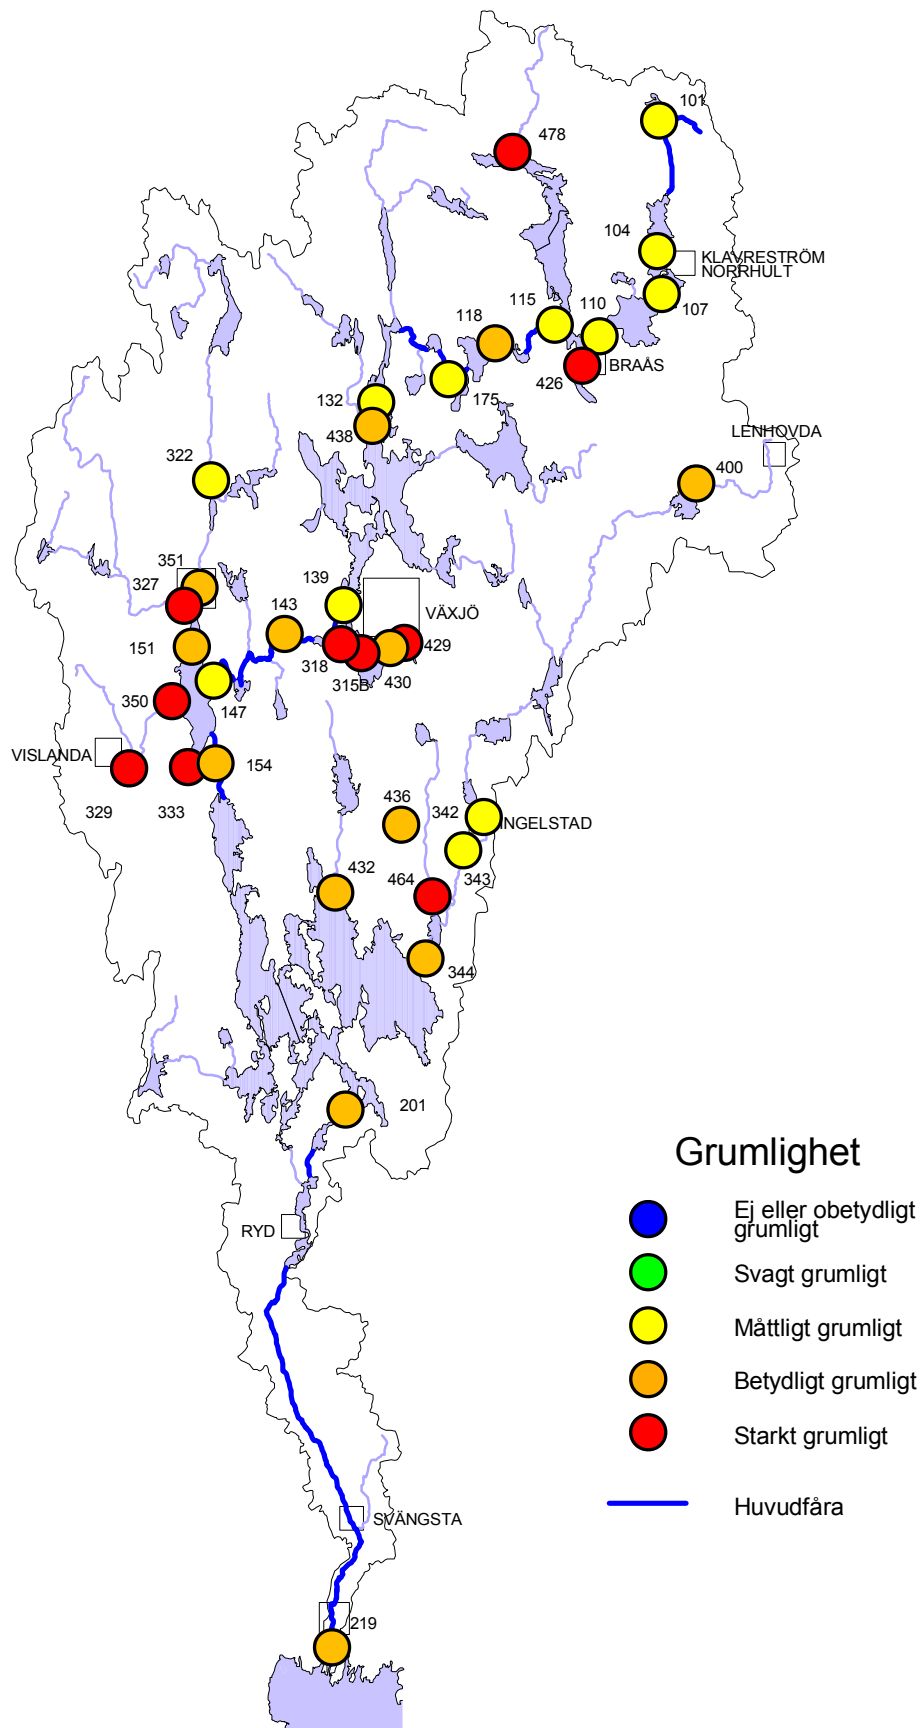 101
478
104
KLAVRESTRÖM
NORRHULT
107
115
110
118
BRAÅS
426
175
132
438
LENHOVDA
400
322
351
327
139
143
VÄXJÖ
151
318
429
315B
430
350
147
VISLANDA
154
329
333
436
342
INGELSTAD
343
432
464
344
201
Grumlighet
Ej eller obetydligt
grumligt
RYD
Svagt grumligt
Måttligt grumligt
Betydligt grumligt
Starkt grumligt
Huvudfåra
SVÄNGSTA
219